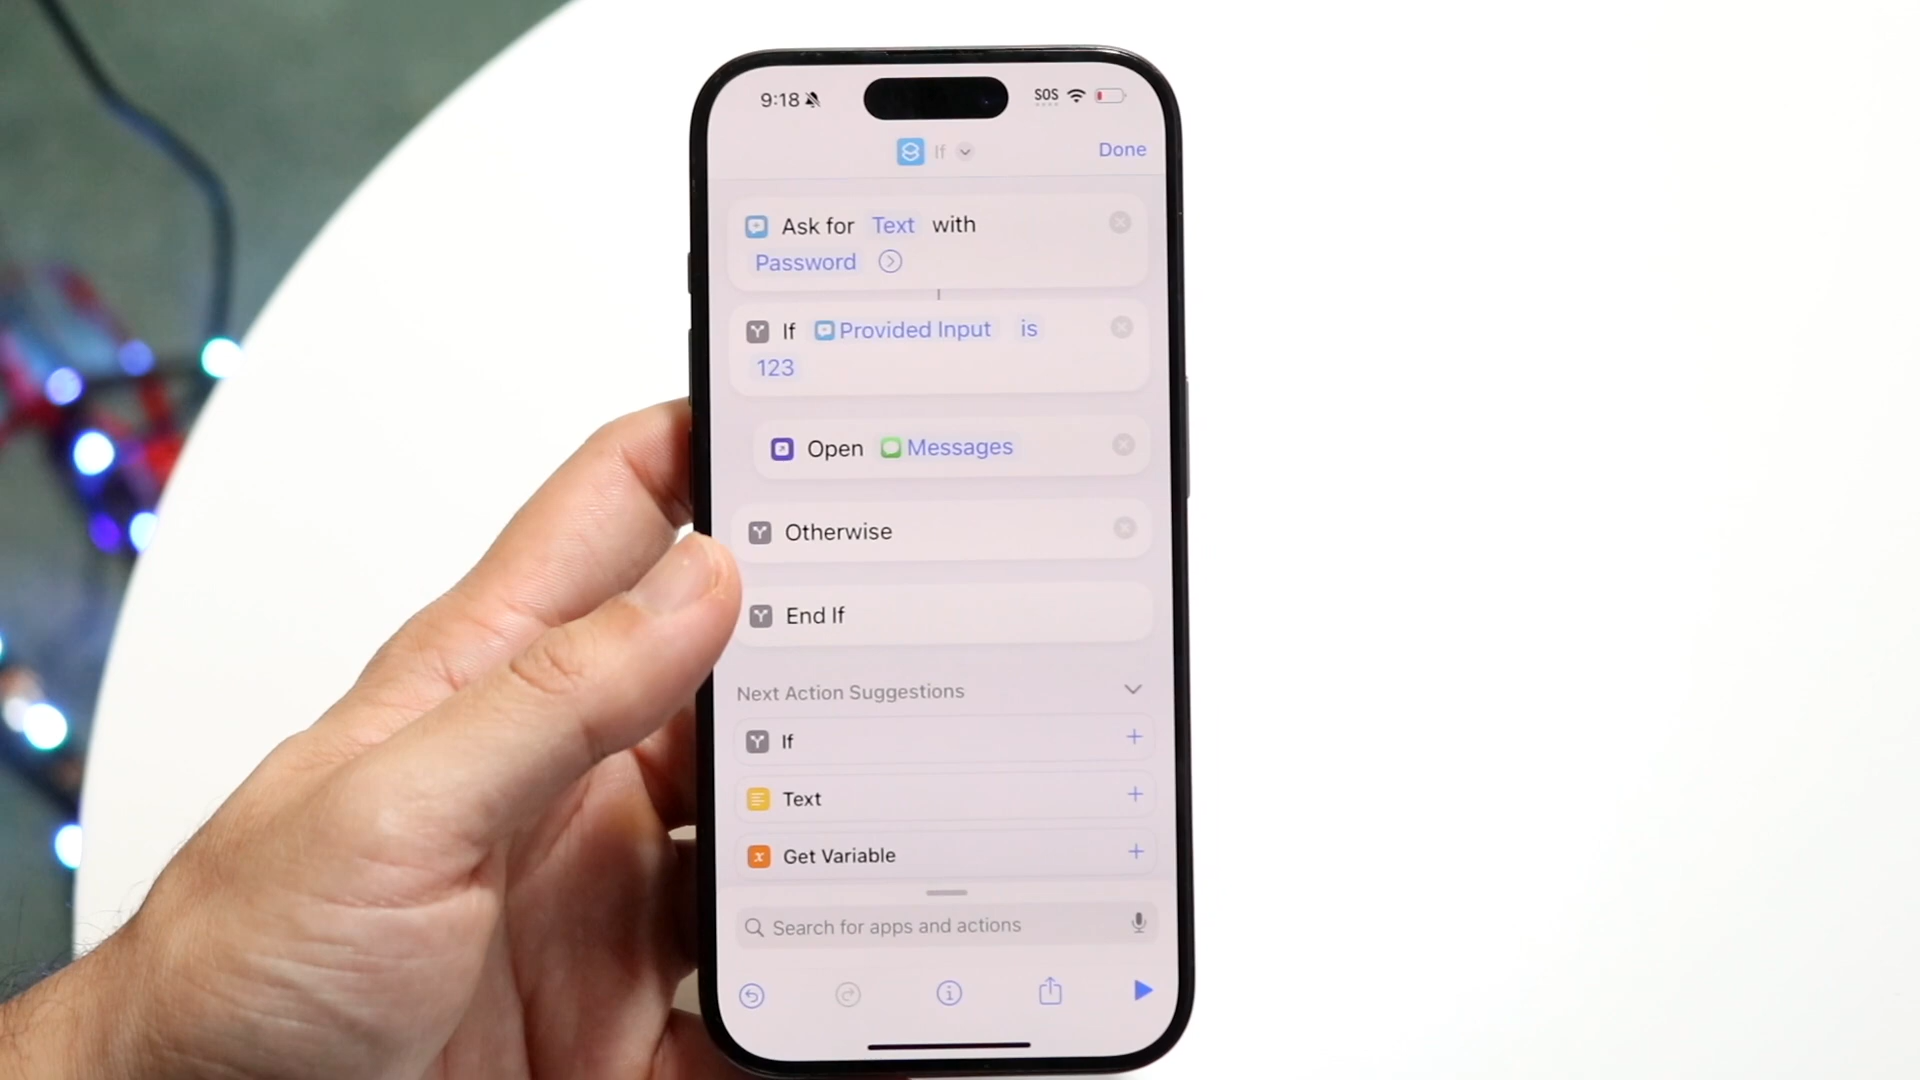 9:18 SOS
If Done
Ask for Text with
Password
If Provided Input is
123
Open Messages
Otherwise
End If
Next Action Suggestions
If
Text
x Get Variable
Search for apps and actions